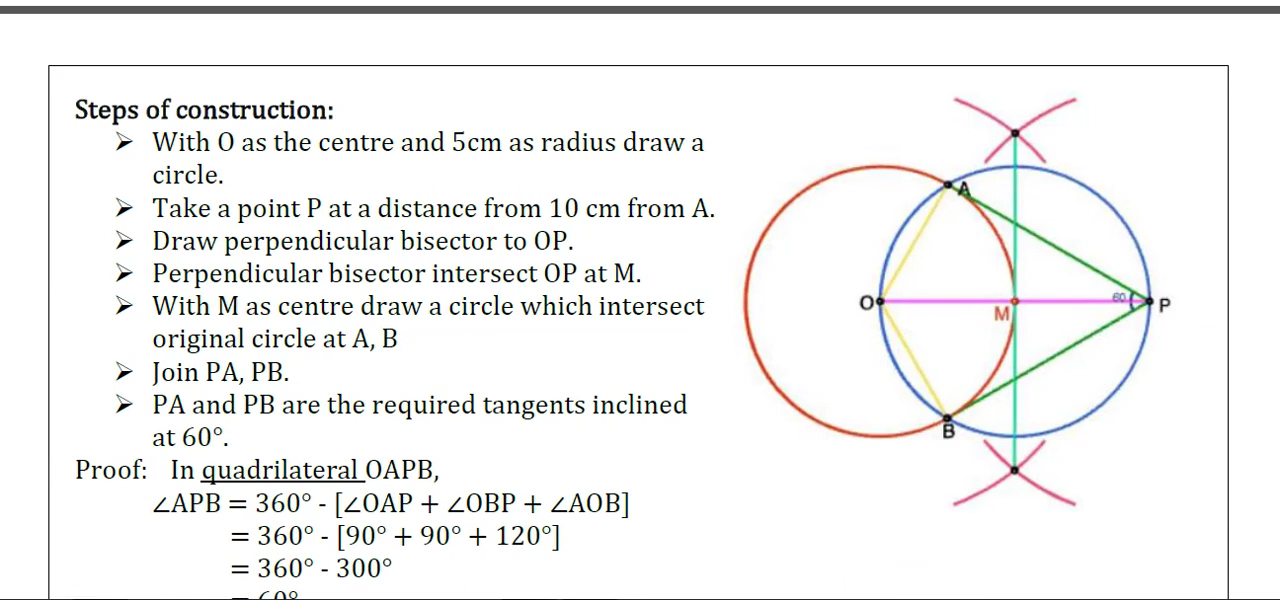 Steps of construction:
➤ With O as the centre and 5cm as radius draw a
circle.
➤ Take a point P at a distance from 10 cm from A.
➤ Draw perpendicular bisector to OP.
➤ Perpendicular bisector intersect OP at M.
➤ With M as centre draw a circle which intersect
original circle at A, B
➤ Join PA, PB.
➤ PA and PB are the required tangents inclined
at 60°.
Proof: In quadrilateral OAPB,
∠APB = 360° - [∠OAP + ∠OBP + ∠AOB]
= 360° - [90° + 90° + 120°]
= 360° - 300°
= 60°
A
O
M
60
P
B